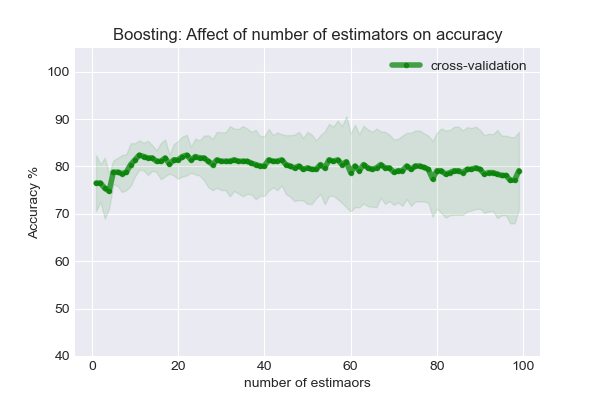 Boosting: Affect of number of estimators on accuracy
cross-validation
Accuracy %
100
90
80
70
60
50
40
0 20 40 60 80 100
number of estimaors